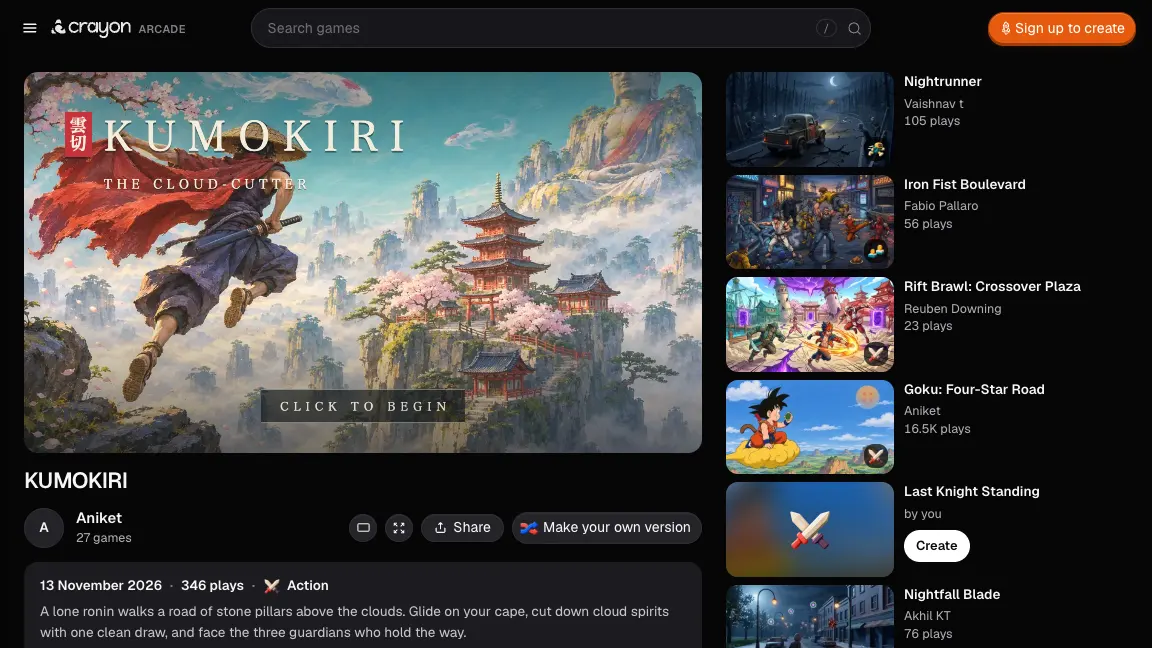 crayon ARCADE
Search games
/
Sign up to create
雲切
KUMOKIRI
THE CLOUD-CUTTER
CLICK TO BEGIN
KUMOKIRI
A
Aniket
27 games
Share
Make your own version
13 November 2026 · 346 plays · Action
A lone ronin walks a road of stone pillars above the clouds. Glide on your cape, cut down cloud spirits
with one clean draw, and face the three guardians who hold the way.
Nightrunner
Vaishnav t
105 plays
Iron Fist Boulevard
Fabio Pallaro
56 plays
Rift Brawl: Crossover Plaza
Reuben Downing
23 plays
Goku: Four-Star Road
Aniket
16.5K plays
Last Knight Standing
by you
Create
Nightfall Blade
Akhil KT
76 plays